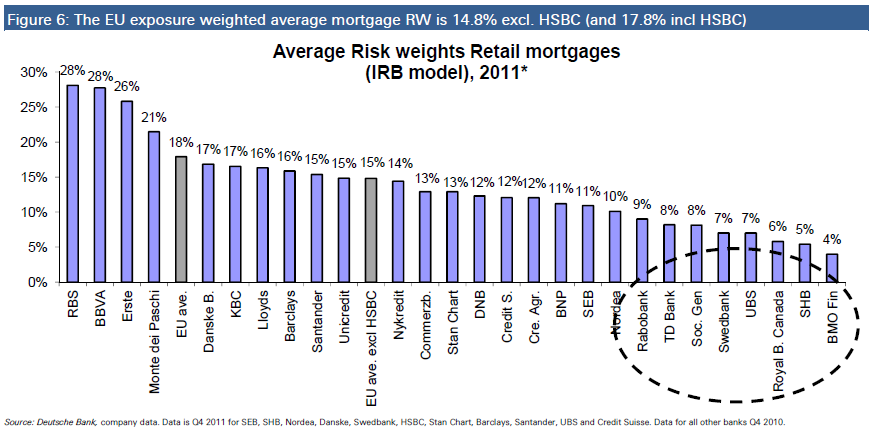 Figure 6: The EU exposure weighted average mortgage RW is 14.8% excl. HSBC (and 17.8% incl HSBC)
Average Risk weights Retail mortgages
(IRB model), 2011*
30%
25%
20%
15%
10%
5%
0%
28% 28% 26% 21% 18% 17% 17% 16% 16% 15% 15% 15% 14% 13% 13% 12% 12% 12% 11% 11% 10% 9% 8% 8% 7% 7% 6% 5% 4%
RBS
BBVA
Erste
Monte dei Paschi
EU ave.
Danske B.
KBC
Lloyds
Barclays
Santander
Unicredit
EU ave. excl HSBC
Nykredit
Commerzb.
Stan Chart
DNB
Credit S.
Cre. Agr.
BNP
SEB
Nordea
Rabobank
TD Bank
Soc. Gen
Swedbank
UBS
Royal B. Canada
SHB
BMO Fin
Source: Deutsche Bank, company data. Data is Q4 2011 for SEB, SHB, Nordea, Danske, Swedbank, HSBC, Stan Chart, Barclays, Santander, UBS and Credit Suisse. Data for all other banks Q4 2010.